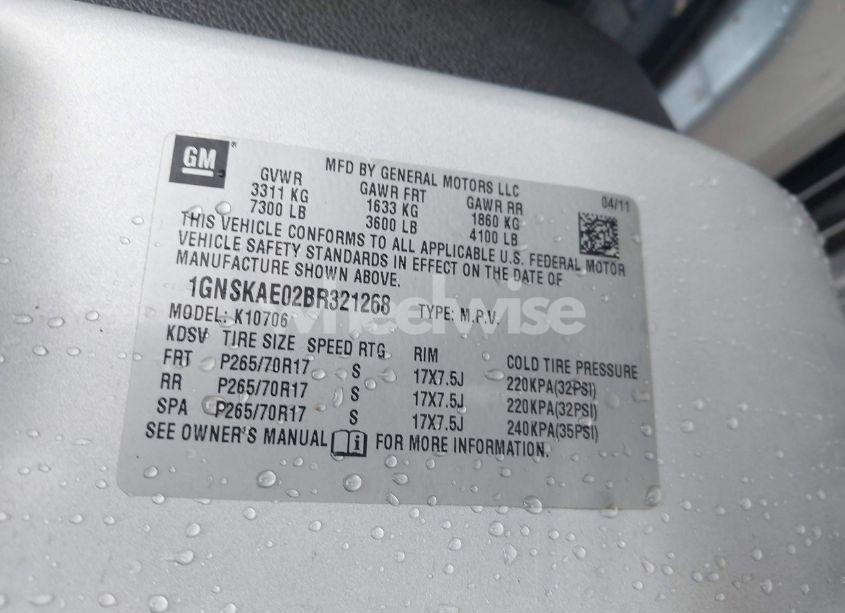 GM
MFD BY GENERAL MOTORS LLC
GVWR GAWR FRT GAWR RR 04/11
3311 KG 1633 KG 1860 KG
7300 LB 3600 LB 4100 LB
THIS VEHICLE CONFORMS TO ALL APPLICABLE U.S. FEDERAL MOTOR
VEHICLE SAFETY STANDARDS IN EFFECT ON THE DATE OF
MANUFACTURE SHOWN ABOVE.
1GNSKAE02BR321268
MODEL: K10706 TYPE: M.P.V.
wheelwise
KDSV TIRE SIZE SPEED RTG RIM COLD TIRE PRESSURE
FRT P265/70R17 S 17X7.5J 220KPA(32PSI)
RR P265/70R17 S 17X7.5J 220KPA(32PSI)
SPA P265/70R17 S 17X7.5J 240KPA(35PSI)
SEE OWNER'S MANUAL i FOR MORE INFORMATION.